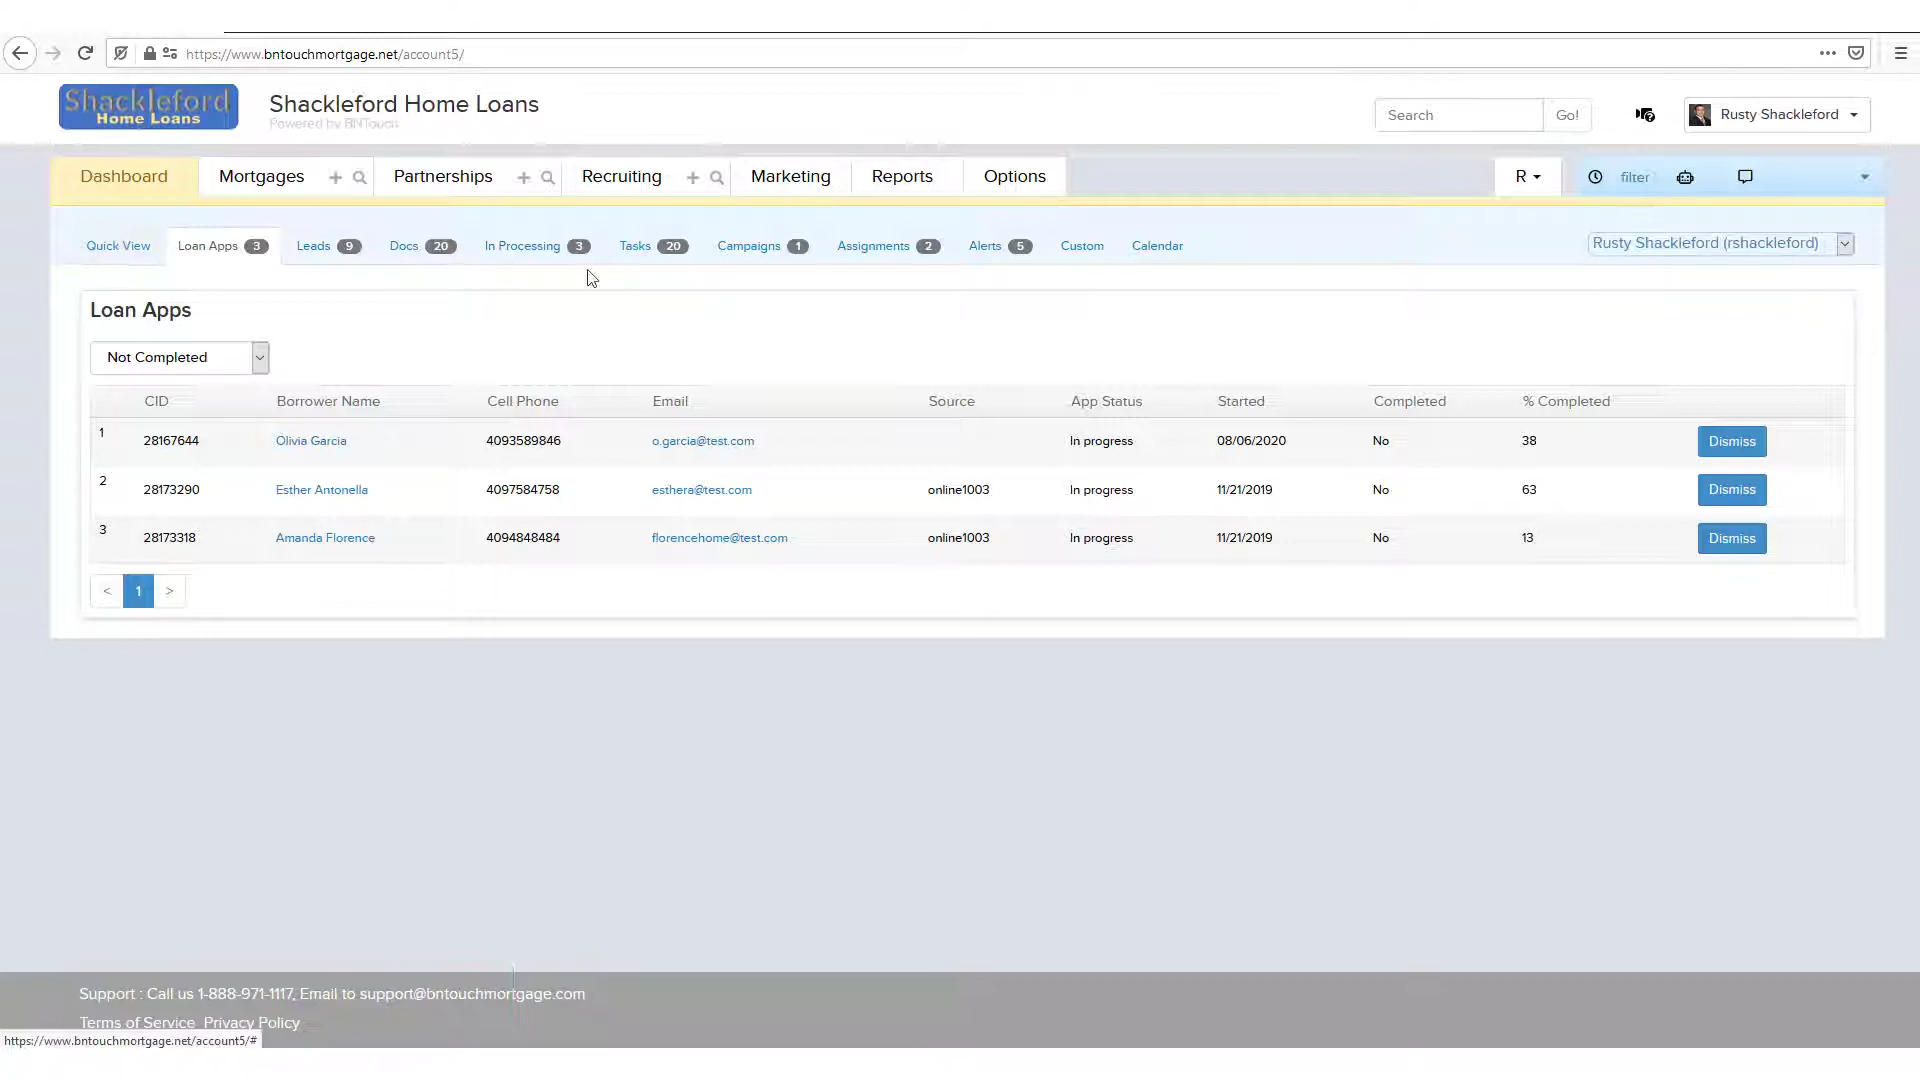 https://www.bntouchmortgage.net/account5/
Shackleford
Home Loans
Shackleford Home Loans
Powered by BNTouch
Search
Go!
Rusty Shackleford
Dashboard
Mortgages
Partnerships
Recruiting
Marketing
Reports
Options
R
filter
Quick View
Loan Apps 3
Leads 9
Docs 20
In Processing 3
Tasks 20
Campaigns 1
Assignments 2
Alerts 5
Custom
Calendar
Rusty Shackleford (rshackleford)
Loan Apps
Not Completed
CID Borrower Name Cell Phone Email Source App Status Started Completed % Completed
1 28167644 Olivia Garcia 4093589846 o.garcia@test.com In progress 08/06/2020 No 38 Dismiss
2 28173290 Esther Antonella 4097584758 esthera@test.com online1003 In progress 11/21/2019 No 63 Dismiss
3 28173318 Amanda Florence 4094848484 florencehome@test.com online1003 In progress 11/21/2019 No 13 Dismiss
< 1 >
Support : Call us 1-888-971-1117, Email to support@bntouchmortgage.com
Terms of Service Privacy Policy
https://www.bntouchmortgage.net/account5/#